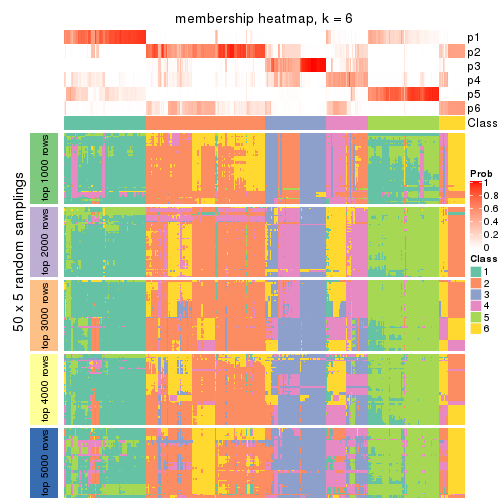 membership heatmap, k = 6
p1
p2
p3
p4
p5
p6
Class
50 x 5 random samplings
top 1000 rows
top 2000 rows
top 3000 rows
top 4000 rows
top 5000 rows
Prob
1
0.8
0.6
0.4
0.2
0
Class
1
2
3
4
5
6